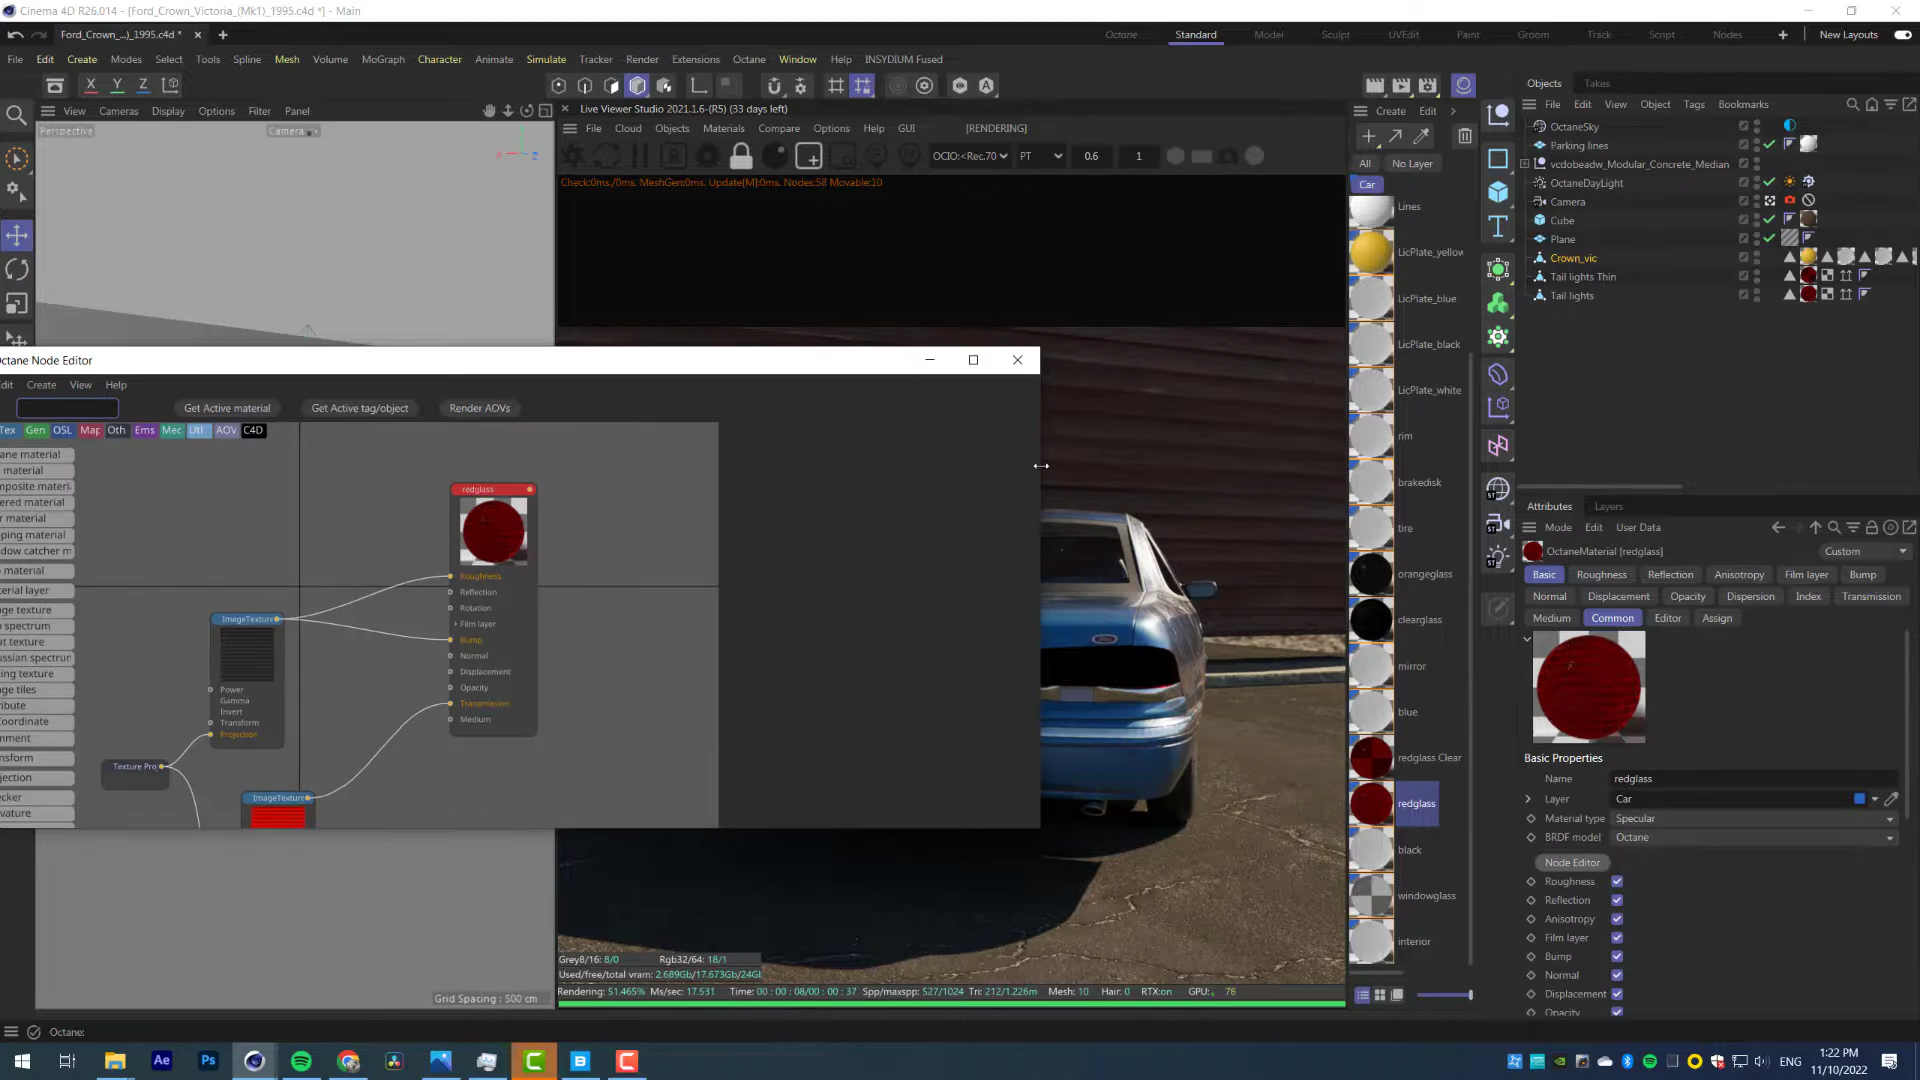 Cinema 4D R26.014 - [Ford_Crown_Victoria_(Mk1)_1995.c4d *] - Main
Ford_Crown_...)_1995.c4d *
Octane Standard Model Sculpt UVEdit Paint Groom Track Script Nodes New Layouts
File Edit Create Modes Select Tools Spline Mesh Volume MoGraph Character Animate Simulate Tracker Render Extensions Octane Window Help INSYDIUM Fused
X Y Z
View Cameras Display Options Filter Panel
Perspective
Camera
Live Viewer Studio 2021.1.6-(R5) (33 days left)
File Cloud Objects Materials Compare Options Help GUI [RENDERING]
OCIO:<Rec.70 PT 0.6 1
Check:0ms./0ms. MeshGen:0ms. Update[M]:0ms. Nodes:58 Movable:10
Create Edit
All No Layer
Car
Lines
LicPlate_yellow
LicPlate_blue
LicPlate_black
LicPlate_white
rim
brakedisk
tire
orangeglass
clearglass
mirror
blue
redglass Clear
redglass
black
windowglass
interior
Objects Takes
File Edit View Object Tags Bookmarks
OctaneSky
Parking lines
vcdobeadw_Modular_Concrete_Median
OctaneDayLight
Camera
Cube
Plane
Crown_vic
Tail lights Thin
Tail lights
Attributes Layers
Mode Edit User Data
OctaneMaterial [redglass] Custom
Basic Roughness Reflection Anisotropy Film layer Bump
Normal Displacement Opacity Dispersion Index Transmission
Medium Common Editor Assign
Basic Properties
Name redglass
Layer Car
Material type Specular
BRDF model Octane
Node Editor
Roughness
Reflection
Anisotropy
Film layer
Bump
Normal
Displacement
Opacity
ctane Node Editor
dit Create View Help
Get Active material Get Active tag/object Render AOVs
Tex Gen OSL Map Oth Ems Mec Utl AOV C4D
ane material
material
mposite materi
ered material
r material
ping material
dow catcher m
o material
terial layer
ge texture
o spectrum
at texture
ussian spectrun
ing texture
ge tiles
ribute
Coordinate
mment
nsform
jection
ecker
vature
redglass
Roughness
Reflection
Rotation
Film layer
Bump
Normal
Displacement
Opacity
Transmission
Medium
ImageTexture
Power
Gamma
Invert
Transform
Projection
Texture Pro
ImageTexture
Grid Spacing : 500 cm
Grey8/16: 8/0 Rgb32/64: 18/1
Used/free/total vram: 2.689Gb/17.673Gb/24Gb
Rendering: 51.465% Ms/sec: 17.531 Time: 00 : 00 : 08/00 : 00 : 37 Spp/maxspp: 527/1024 Tri: 212/1.226m Mesh: 10 Hair: 0 RTX:on GPU: 78
Octane:
Ae Ps B
ENG
1:22 PM
11/10/2022